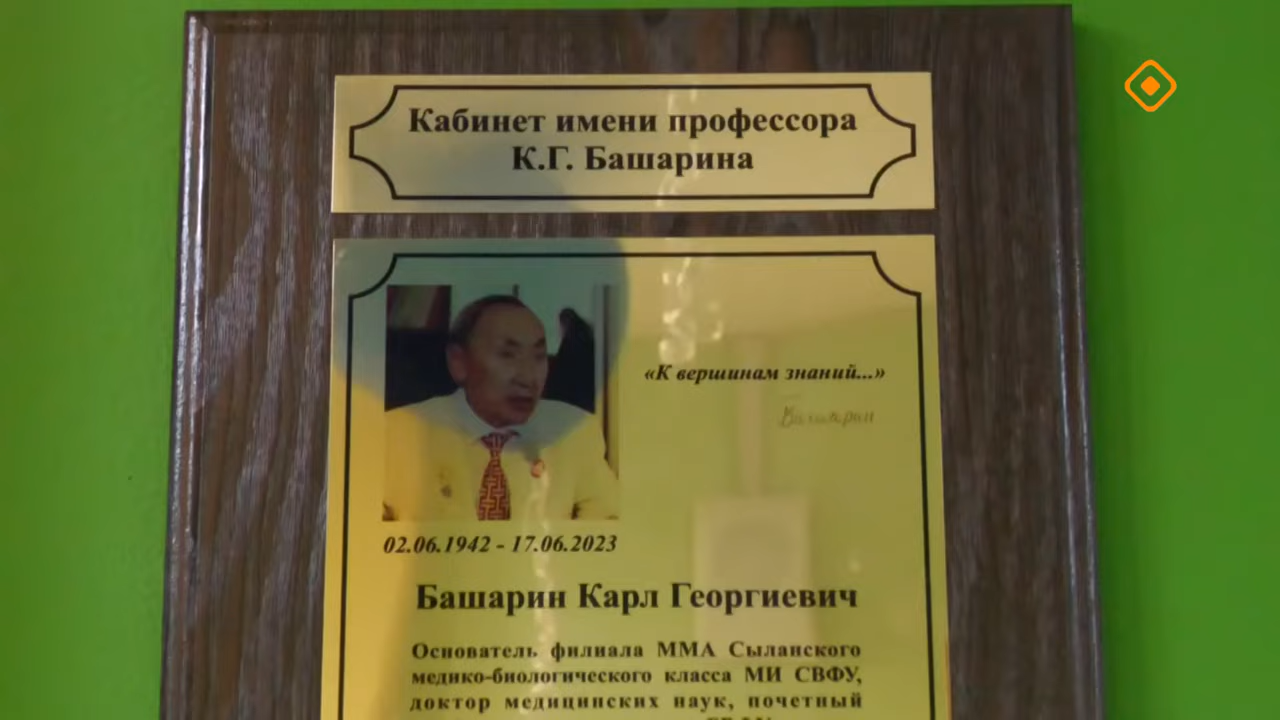 Кабинет имени профессора
К.Г. Башарина
«К вершинам знаний...»
Башарин
02.06.1942 - 17.06.2023
Башарин Карл Георгиевич
Основатель филиала ММА Сыланского
медико-биологического класса МИ СВФУ,
доктор медицинских наук, почетный